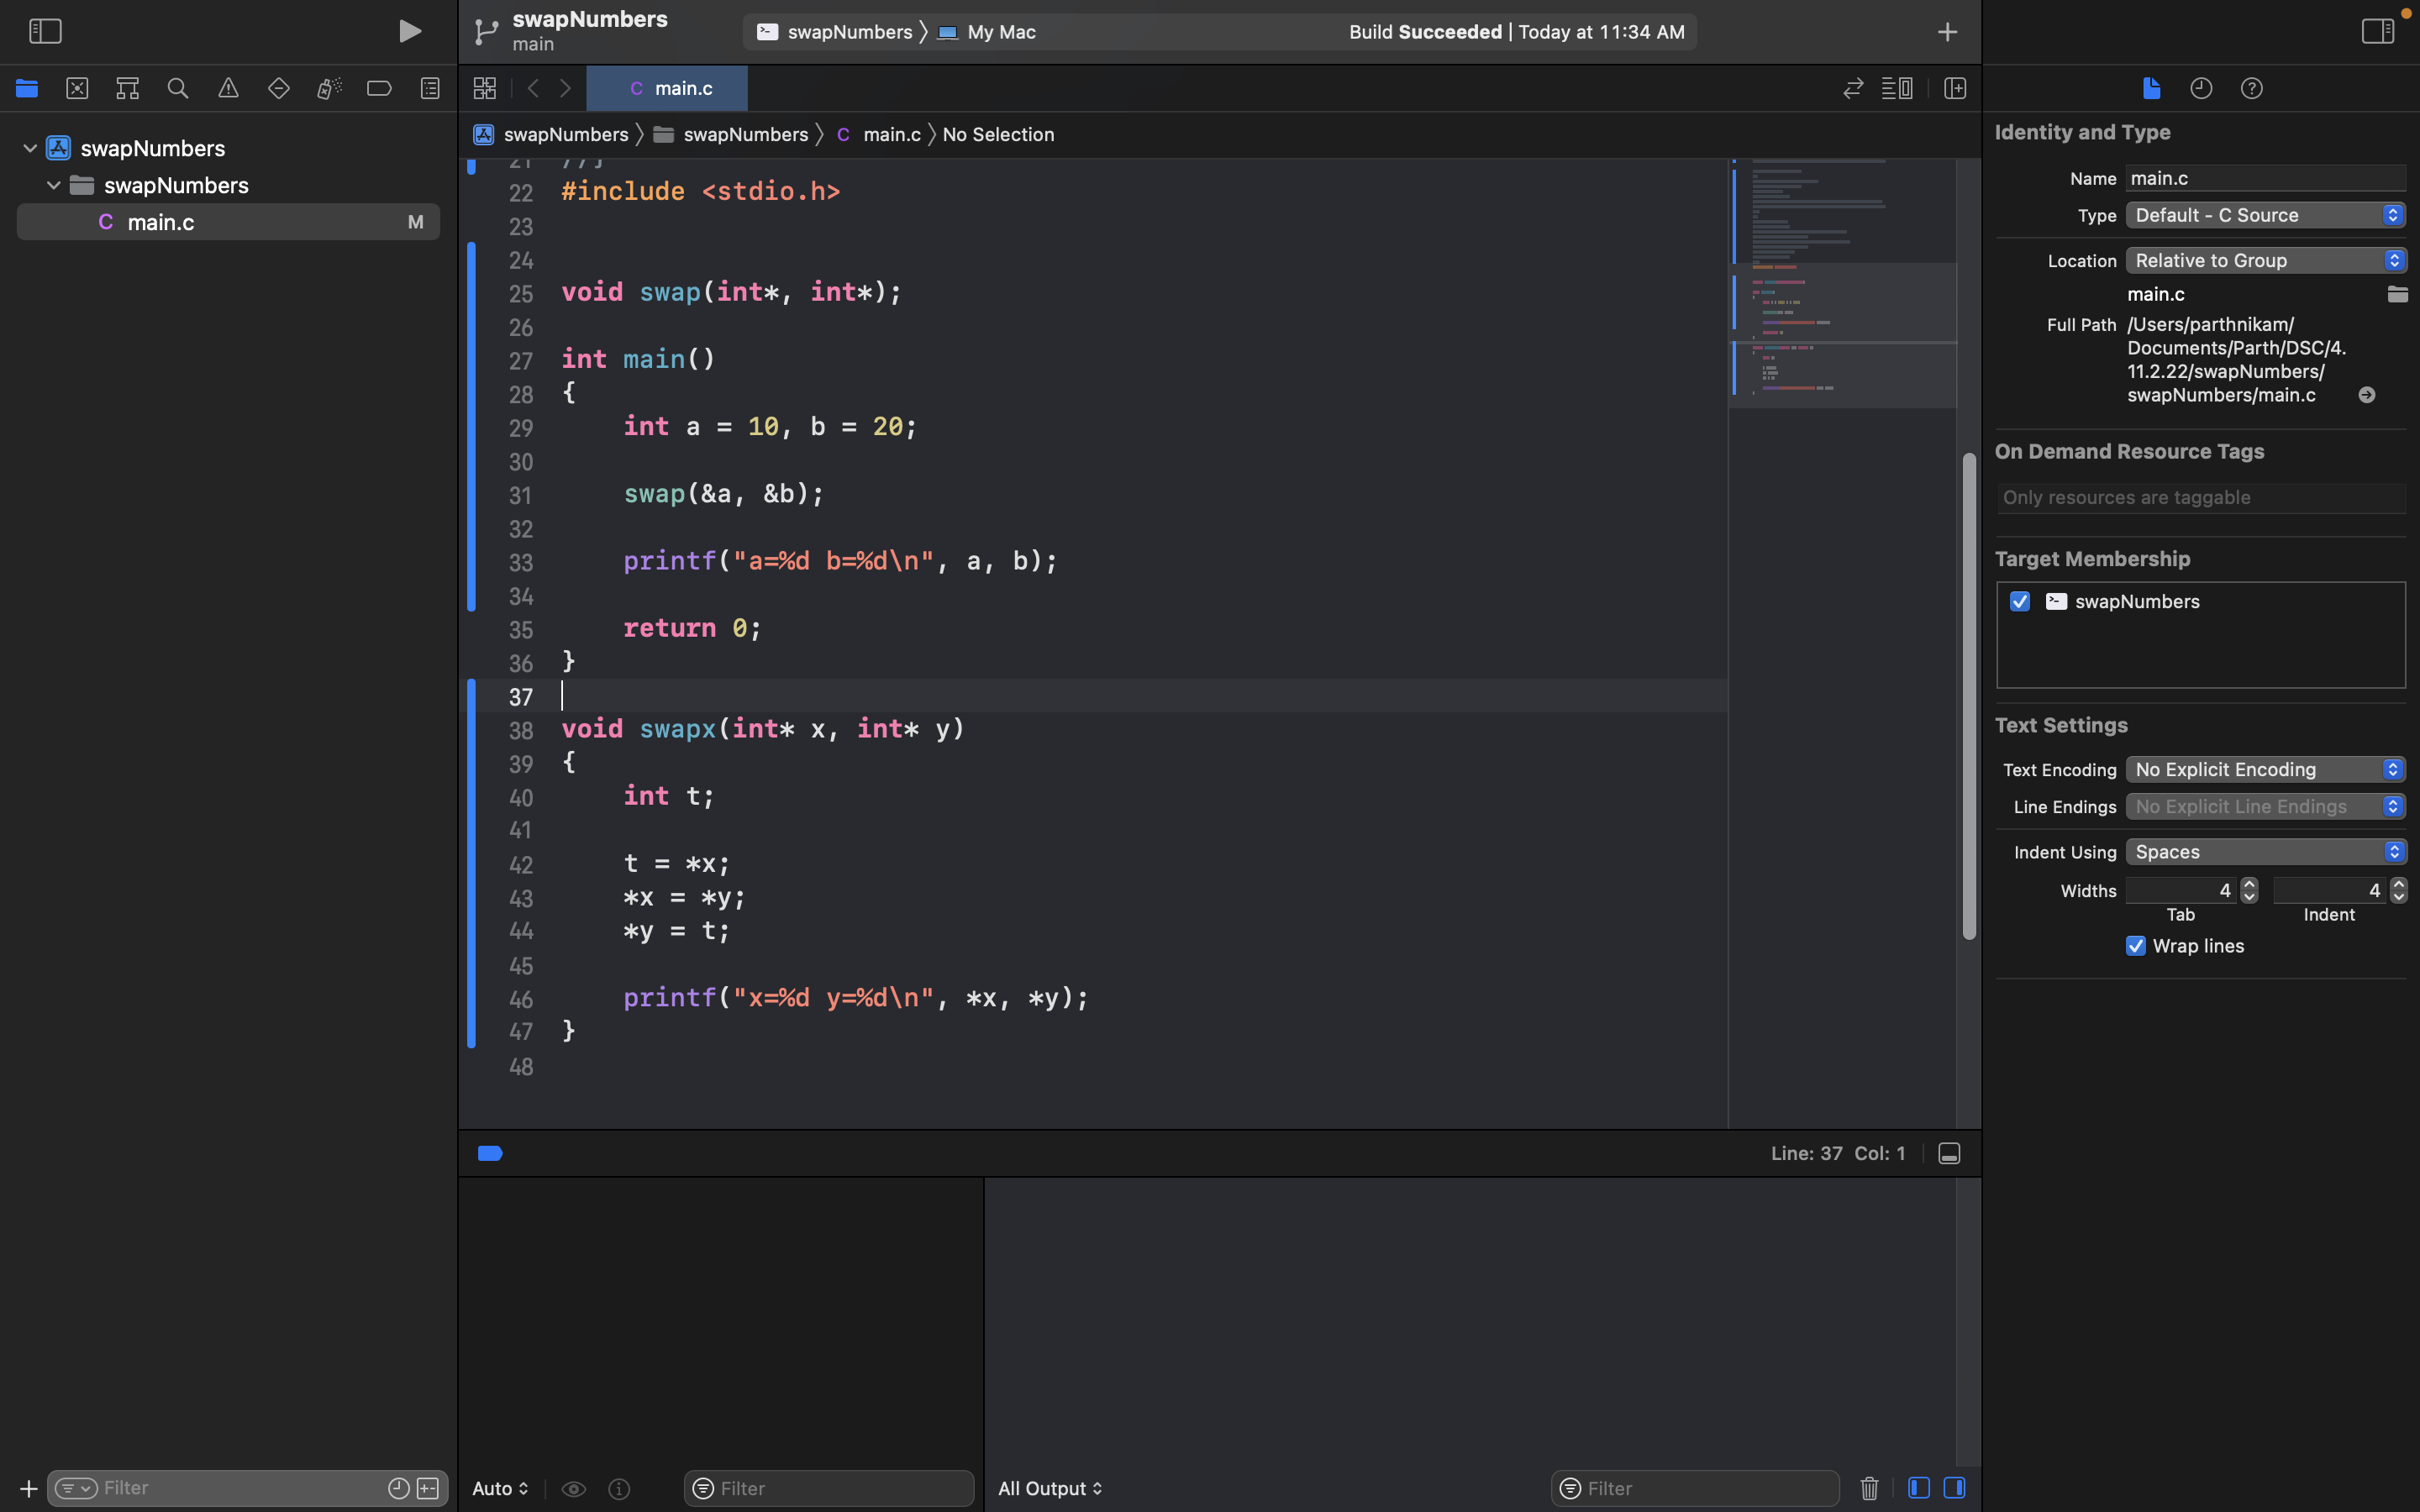 swapNumbers
main
swapNumbers 〉 My Mac
Build Succeeded | Today at 11:34 AM
C main.c
swapNumbers 〉 swapNumbers 〉 C main.c 〉 No Selection
swapNumbers
swapNumbers
C main.c M
21 //}
22 #include <stdio.h>
23
24
25 void swap(int*, int*);
26
27 int main()
28 {
29     int a = 10, b = 20;
30
31     swap(&a, &b);
32
33     printf("a=%d b=%d\n", a, b);
34
35     return 0;
36 }
37
38 void swapx(int* x, int* y)
39 {
40     int t;
41
42     t = *x;
43     *x = *y;
44     *y = t;
45
46     printf("x=%d y=%d\n", *x, *y);
47 }
48
Line: 37 Col: 1
Filter
Auto
Filter
All Output
Filter
Identity and Type
Name main.c
Type Default - C Source
Location Relative to Group
main.c
Full Path /Users/parthnikam/
Documents/Parth/DSC/4.
11.2.22/swapNumbers/
swapNumbers/main.c
On Demand Resource Tags
Only resources are taggable
Target Membership
swapNumbers
Text Settings
Text Encoding No Explicit Encoding
Line Endings No Explicit Line Endings
Indent Using Spaces
Widths 4 4
Tab Indent
Wrap lines